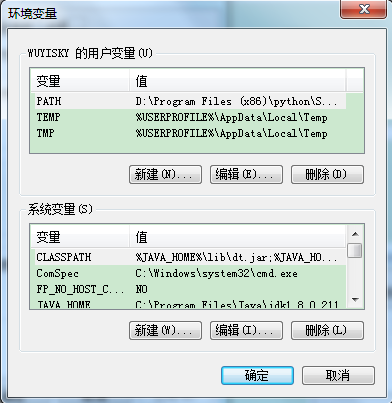 环境变量
WUYISKY 的用户变量(U)
变量 值
PATH D:\Program Files (x86)\python\S...
TEMP %USERPROFILE%\AppData\Local\Temp
TMP %USERPROFILE%\AppData\Local\Temp
新建(N)... 编辑(E)... 删除(D)
系统变量(S)
变量 值
CLASSPATH %JAVA_HOME%\lib\dt.jar;%JAVA_HO...
ComSpec C:\Windows\system32\cmd.exe
FP_NO_HOST_C... NO
JAVA_HOME C:\Program Files\Java\jdk1.8.0_211
新建(W)... 编辑(I)... 删除(L)
确定 取消